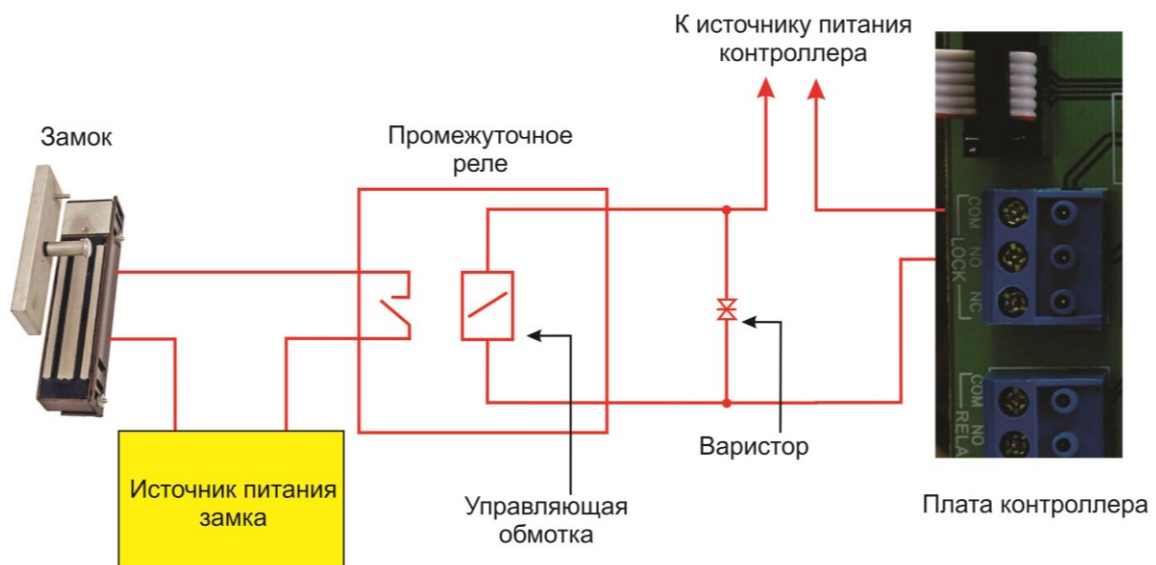 К источнику питания
контроллера
Замок
Промежуточное
реле
COM
NO
NC
LOCK
Варистор
COM
NO
RELA
Источник питания
замка
Управляющая
обмотка
Плата контроллера